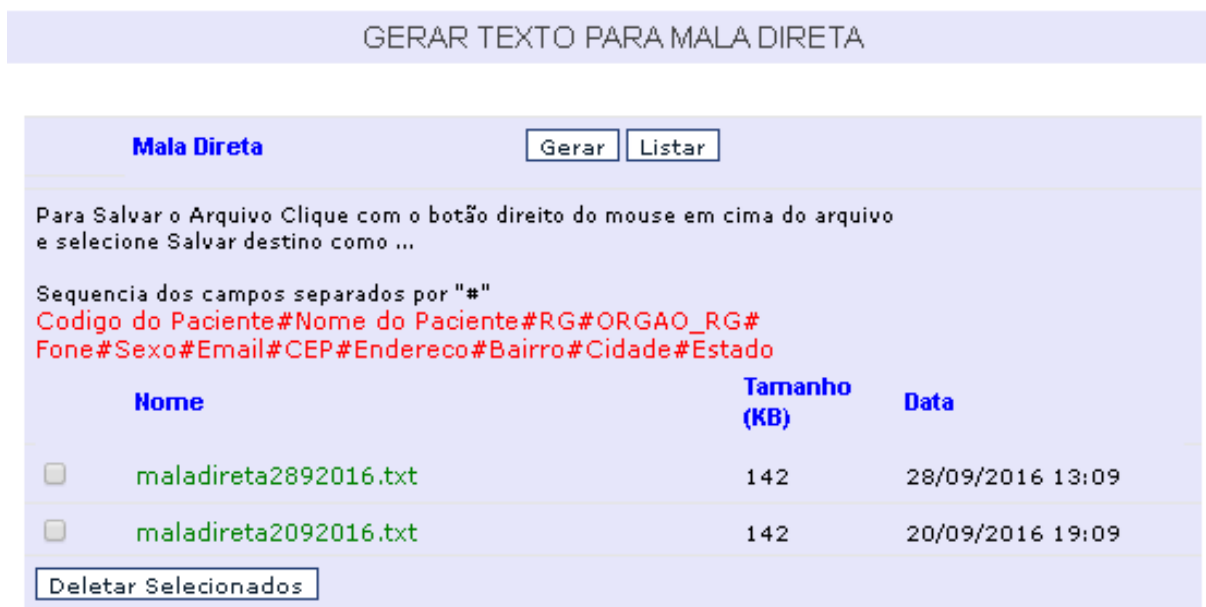 GERAR TEXTO PARA MALA DIRETA
Mala Direta Gerar Listar
Para Salvar o Arquivo Clique com o botão direito do mouse em cima do arquivo
e selecione Salvar destino como ...
Sequencia dos campos separados por "#"
Codigo do Paciente#Nome do Paciente#RG#ORGAO_RG#
Fone#Sexo#Email#CEP#Endereco#Bairro#Cidade#Estado
Nome Tamanho (KB) Data
maladireta2892016.txt 142 28/09/2016 13:09
maladireta2092016.txt 142 20/09/2016 19:09
Deletar Selecionados